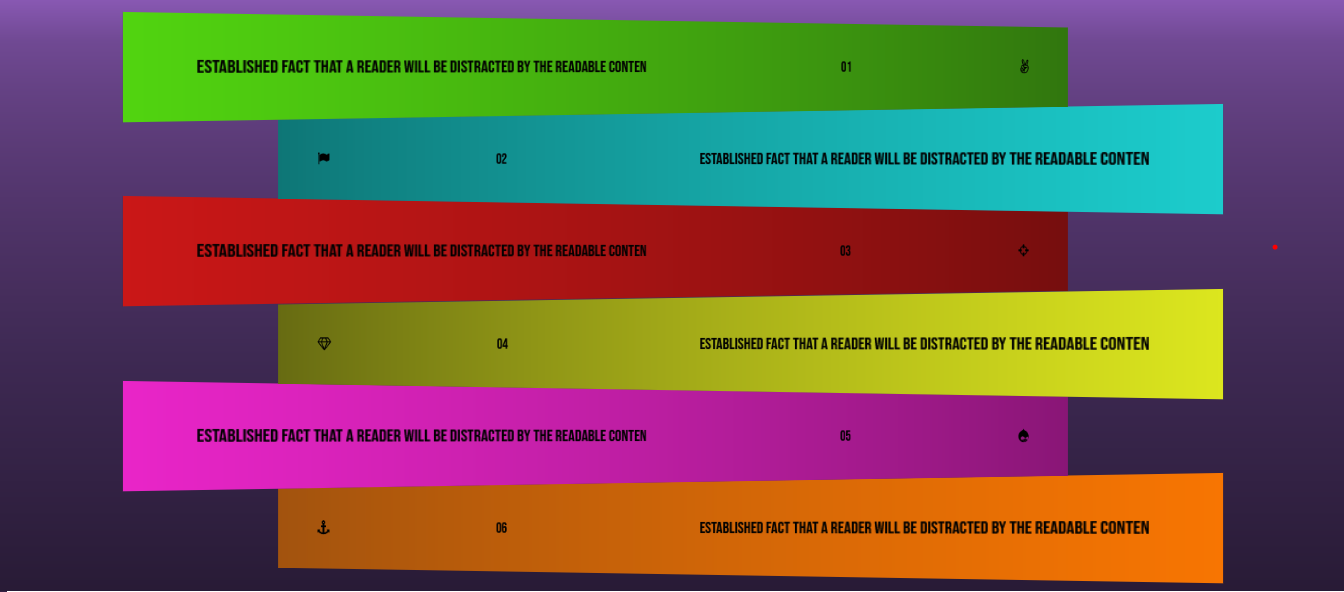 ESTABLISHED FACT THAT A READER WILL BE DISTRACTED BY THE READABLE CONTEN 01
02 ESTABLISHED FACT THAT A READER WILL BE DISTRACTED BY THE READABLE CONTEN
ESTABLISHED FACT THAT A READER WILL BE DISTRACTED BY THE READABLE CONTEN 03
04 ESTABLISHED FACT THAT A READER WILL BE DISTRACTED BY THE READABLE CONTEN
ESTABLISHED FACT THAT A READER WILL BE DISTRACTED BY THE READABLE CONTEN 05
06 ESTABLISHED FACT THAT A READER WILL BE DISTRACTED BY THE READABLE CONTEN